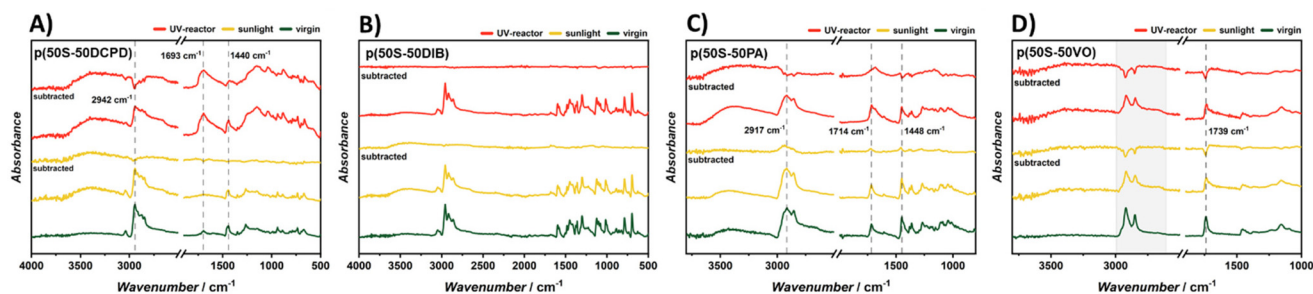 A)
UV-reactor sunlight virgin
p(50S-50DCPD)
1693 cm⁻¹
1440 cm⁻¹
subtracted
2942 cm⁻¹
subtracted
Absorbance
4000 3000 1500 1000 500
Wavenumber / cm⁻¹
B)
UV-reactor sunlight virgin
p(50S-50DIB)
subtracted
subtracted
Absorbance
4000 3500 3000 2500 2000 1500 1000 500
Wavenumber / cm⁻¹
C)
UV-reactor sunlight virgin
p(50S-50PA)
subtracted
2917 cm⁻¹
1714 cm⁻¹
1448 cm⁻¹
subtracted
Absorbance
3500 3000 1500 1000
Wavenumber / cm⁻¹
D)
UV-reactor sunlight virgin
p(50S-50VO)
subtracted
1739 cm⁻¹
subtracted
Absorbance
3500 3000 1500 1000
Wavenumber / cm⁻¹